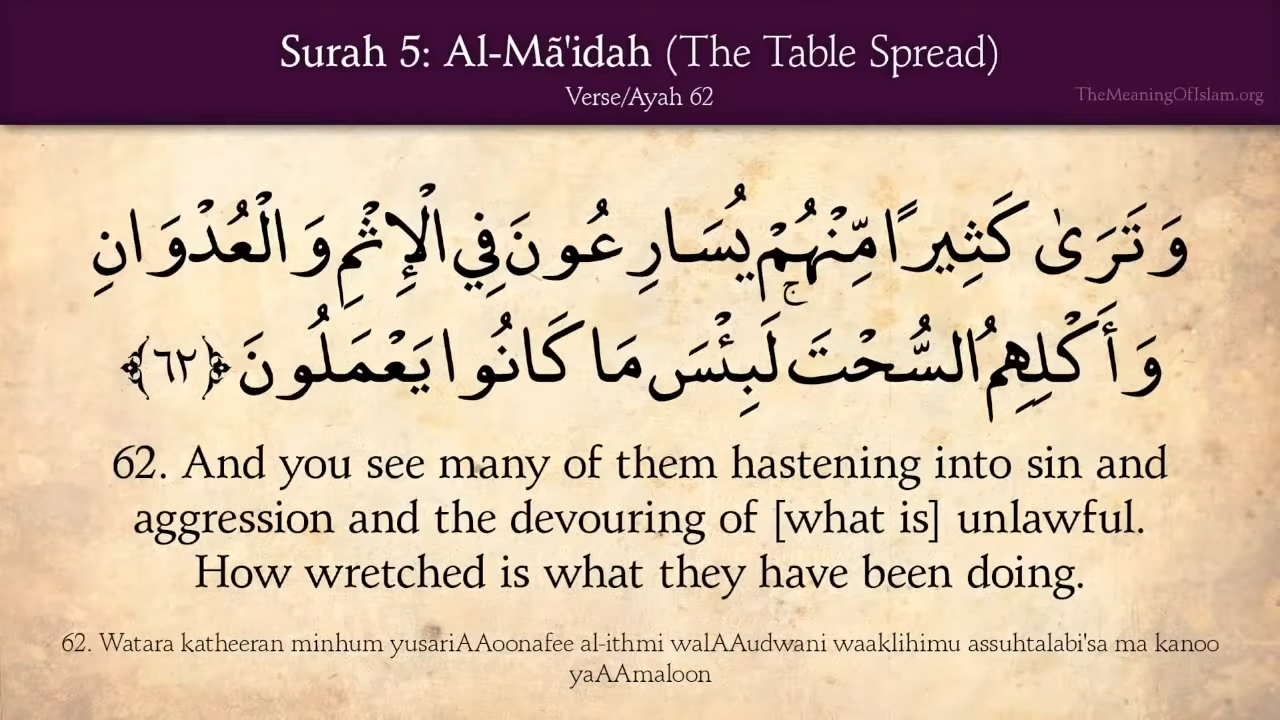 Surah 5: Al-Mã'idah (The Table Spread)
Verse/Ayah 62
TheMeaningOfIslam.org
وَتَرَىٰ كَثِيرًا مِّنْهُمْ يُسَارِعُونَ فِي الْإِثْمِ وَالْعُدْوَانِ
وَأَكْلِهِمُ السُّحْتَ ۚ لَبِئْسَ مَا كَانُوا يَعْمَلُونَ ﴿٦٢﴾
62. And you see many of them hastening into sin and
aggression and the devouring of [what is] unlawful.
How wretched is what they have been doing.
62. Watara katheeran minhum yusariAAoonafee al-ithmi walAAudwani waaklihimu assuhtalabi'sa ma kanoo
yaAAmaloon